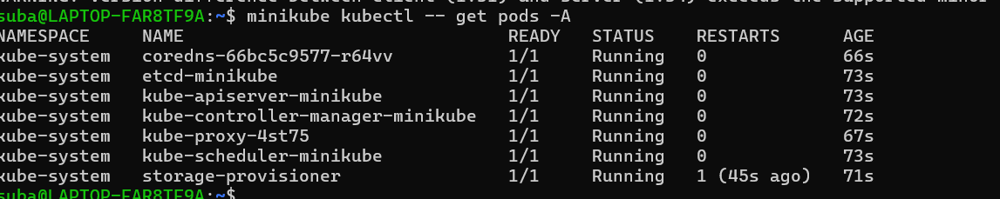 WARNING: version difference between client (1.31) and server (1.34) exceeds the supported minor
suba@LAPTOP-FAR8TF9A:~$ minikube kubectl -- get pods -A
NAMESPACE NAME READY STATUS RESTARTS AGE
kube-system coredns-66bc5c9577-r64vv 1/1 Running 0 66s
kube-system etcd-minikube 1/1 Running 0 73s
kube-system kube-apiserver-minikube 1/1 Running 0 73s
kube-system kube-controller-manager-minikube 1/1 Running 0 72s
kube-system kube-proxy-4st75 1/1 Running 0 67s
kube-system kube-scheduler-minikube 1/1 Running 0 73s
kube-system storage-provisioner 1/1 Running 1 (45s ago) 71s
suba@LAPTOP-FAR8TF9A:~$